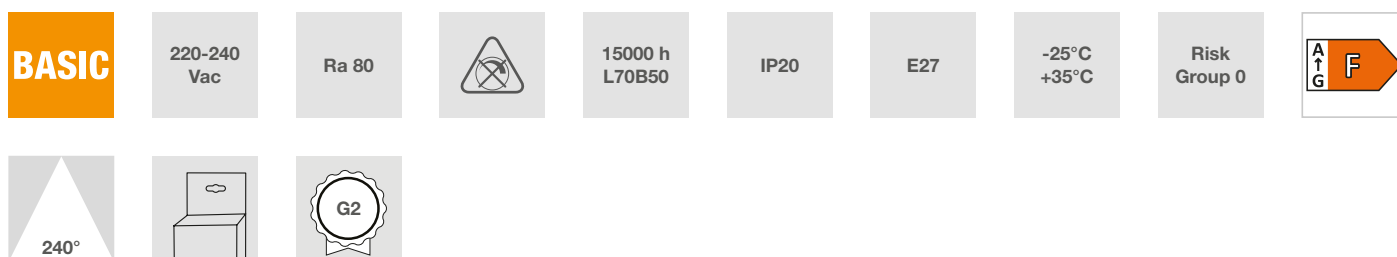 BASIC
220-240
Vac
Ra 80
15000 h
L70B50
IP20
E27
-25°C
+35°C
Risk
Group 0
A
↑
G
F
240°
G2